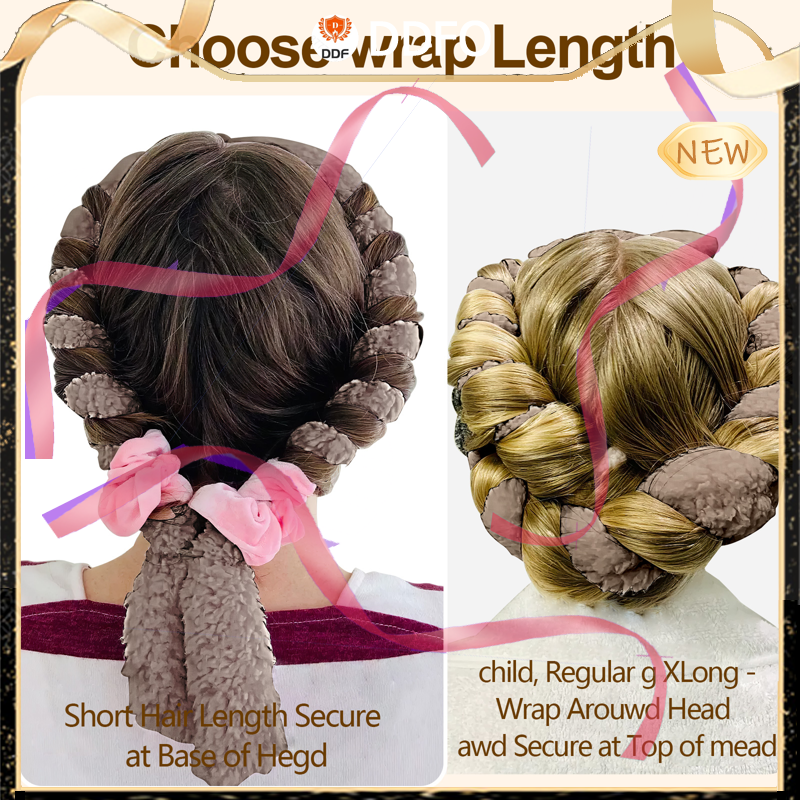 Choose wrap Length
DDF
DDFO
NEW
Short Hair Length Secure
at Base of Hegd
child, Regular g XLong -
Wrap Arouwd Head
awd Secure at Top of mead